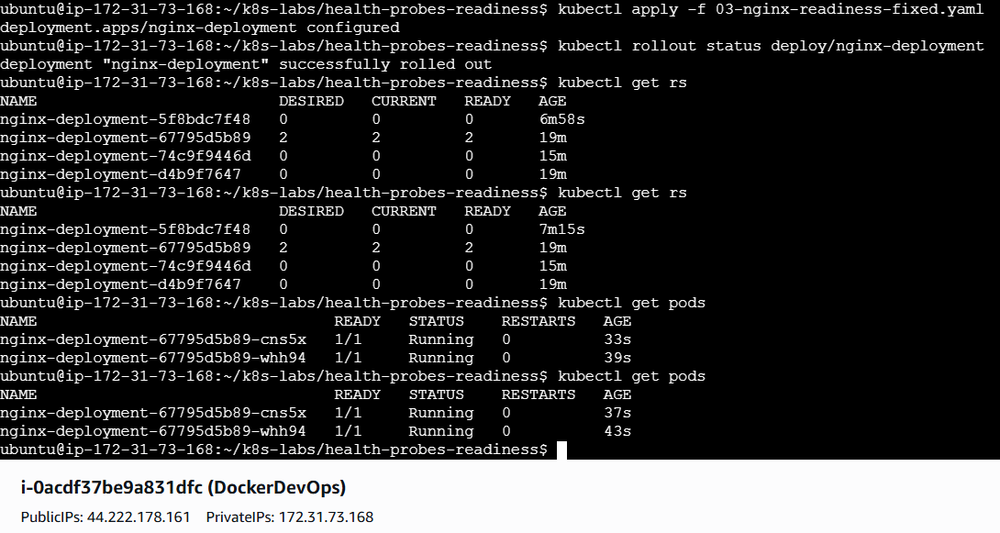 ubuntu@ip-172-31-73-168:~/k8s-labs/health-probes-readiness$ kubectl apply -f 03-nginx-readiness-fixed.yaml
deployment.apps/nginx-deployment configured
ubuntu@ip-172-31-73-168:~/k8s-labs/health-probes-readiness$ kubectl rollout status deploy/nginx-deployment
deployment "nginx-deployment" successfully rolled out
ubuntu@ip-172-31-73-168:~/k8s-labs/health-probes-readiness$ kubectl get rs
NAME                          DESIRED   CURRENT   READY   AGE
nginx-deployment-5f8bdc7f48   0         0         0       6m58s
nginx-deployment-67795d5b89   2         2         2       19m
nginx-deployment-74c9f9446d   0         0         0       15m
nginx-deployment-d4b9f7647    0         0         0       19m
ubuntu@ip-172-31-73-168:~/k8s-labs/health-probes-readiness$ kubectl get rs
NAME                          DESIRED   CURRENT   READY   AGE
nginx-deployment-5f8bdc7f48   0         0         0       7m15s
nginx-deployment-67795d5b89   2         2         2       19m
nginx-deployment-74c9f9446d   0         0         0       15m
nginx-deployment-d4b9f7647    0         0         0       19m
ubuntu@ip-172-31-73-168:~/k8s-labs/health-probes-readiness$ kubectl get pods
NAME                                READY   STATUS    RESTARTS   AGE
nginx-deployment-67795d5b89-cns5x   1/1     Running   0          33s
nginx-deployment-67795d5b89-whh94   1/1     Running   0          39s
ubuntu@ip-172-31-73-168:~/k8s-labs/health-probes-readiness$ kubectl get pods
NAME                                READY   STATUS    RESTARTS   AGE
nginx-deployment-67795d5b89-cns5x   1/1     Running   0          37s
nginx-deployment-67795d5b89-whh94   1/1     Running   0          43s
ubuntu@ip-172-31-73-168:~/k8s-labs/health-probes-readiness$
i-0acdf37be9a831dfc (DockerDevOps)
PublicIPs: 44.222.178.161 PrivateIPs: 172.31.73.168